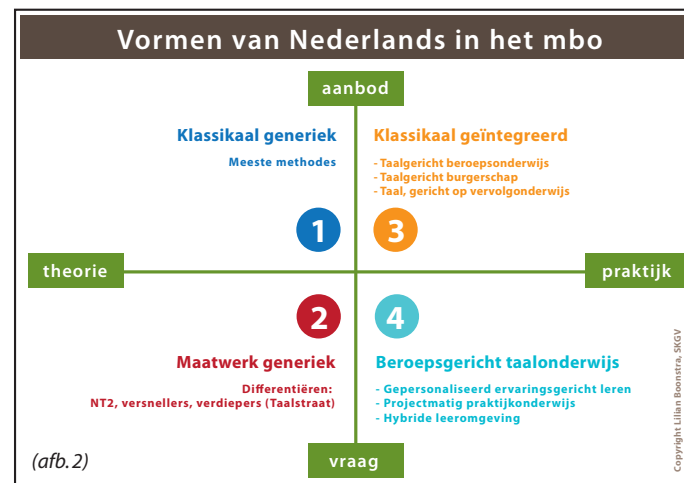 Vormen van Nederlands in het mbo
aanbod
Klassikaal generiek
Meeste methodes
1
Klassikaal geïntegreerd
- Taalgericht beroepsonderwijs
- Taalgericht burgerschap
- Taal, gericht op vervolgonderwijs
3
theorie
praktijk
2
Maatwerk generiek
Differentiëren:
NT2, versnellers, verdiepers (Taalstraat)
4
Beroepsgericht taalonderwijs
- Gepersonaliseerd ervaringsgericht leren
- Projectmatig praktijkonderwijs
- Hybride leeromgeving
vraag
(afb. 2)
Copyright Lilian Boonstra, SKGV